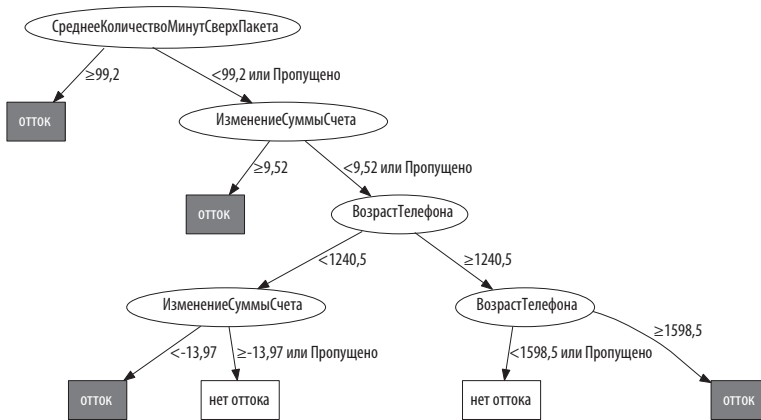 СреднееКоличествоМинутСверхПакета
≥99,2
<99,2 или Пропущено
отток
ИзменениеСуммыСчета
≥9,52
<9,52 или Пропущено
отток
ВозрастТелефона
<1240,5
≥1240,5
ИзменениеСуммыСчета
ВозрастТелефона
<-13,97
≥-13,97 или Пропущено
<1598,5 или Пропущено
≥1598,5
отток
нет оттока
нет оттока
отток